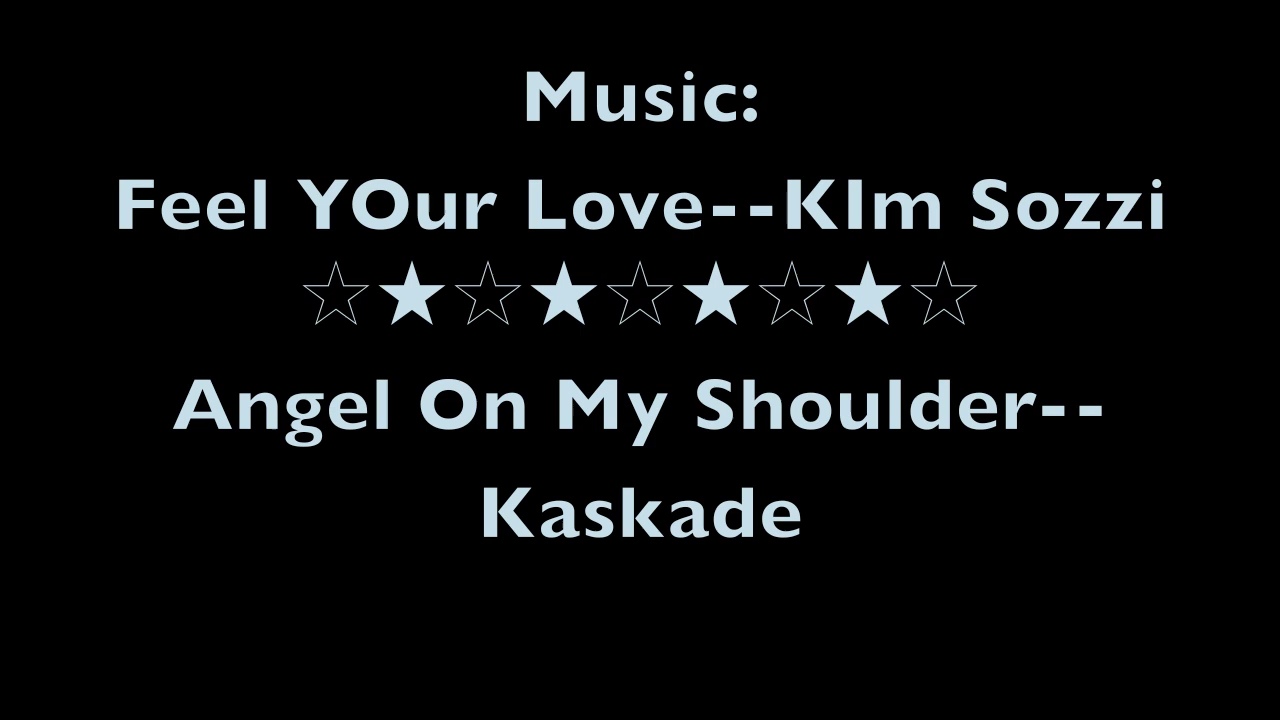 Music:
Feel YOur Love--KIm Sozzi
☆★☆★☆★☆★☆
Angel On My Shoulder--
Kaskade